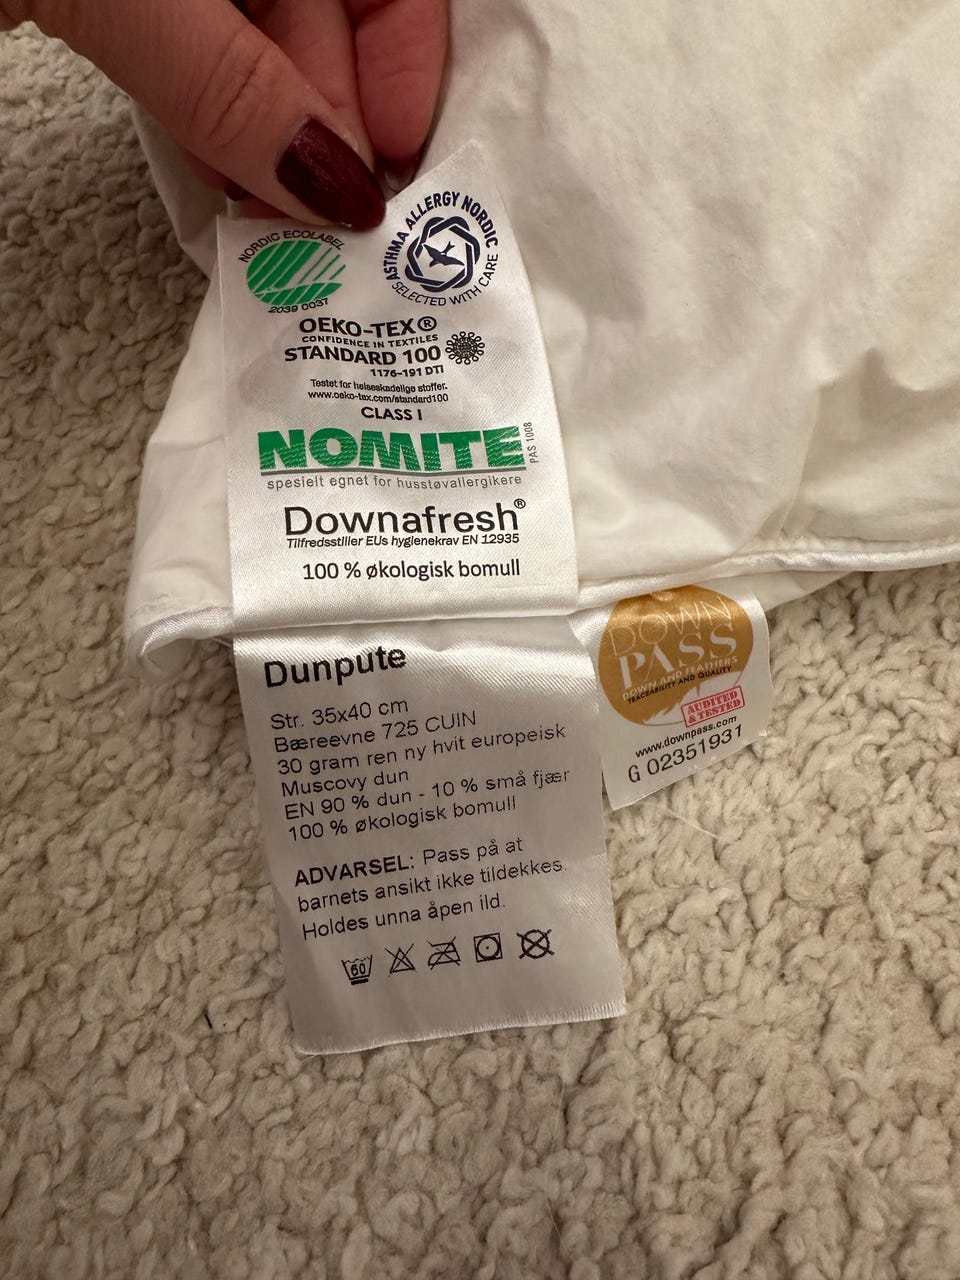 NORDIC ECOLABEL
2039 0037
ASTHMA ALLERGY NORDIC
SELECTED WITH CARE
OEKO-TEX®
CONFIDENCE IN TEXTILES
STANDARD 100
1176-191 DTI
Testet for helseskadelige stoffer.
www.oeko-tex.com/standard100
CLASS I
NOMITE
PAS 1008
spesielt egnet for husstøvallergikere
Downafresh®
Tilfredsstiller EUs hygienekrav EN 12935
100 % økologisk bomull
Dunpute
Str. 35x40 cm
Bæreevne 725 CUIN
30 gram ren ny hvit europeisk
Muscovy dun
EN 90 % dun - 10 % små fjær
100 % økologisk bomull
ADVARSEL: Pass på at
barnets ansikt ikke tildekkes.
Holdes unna åpen ild.
60
DOWN
PASS
DOWN AND FEATHERS
TRACEABILITY AND QUALITY
AUDITED
& TESTED
www.downpass.com
G 02351931